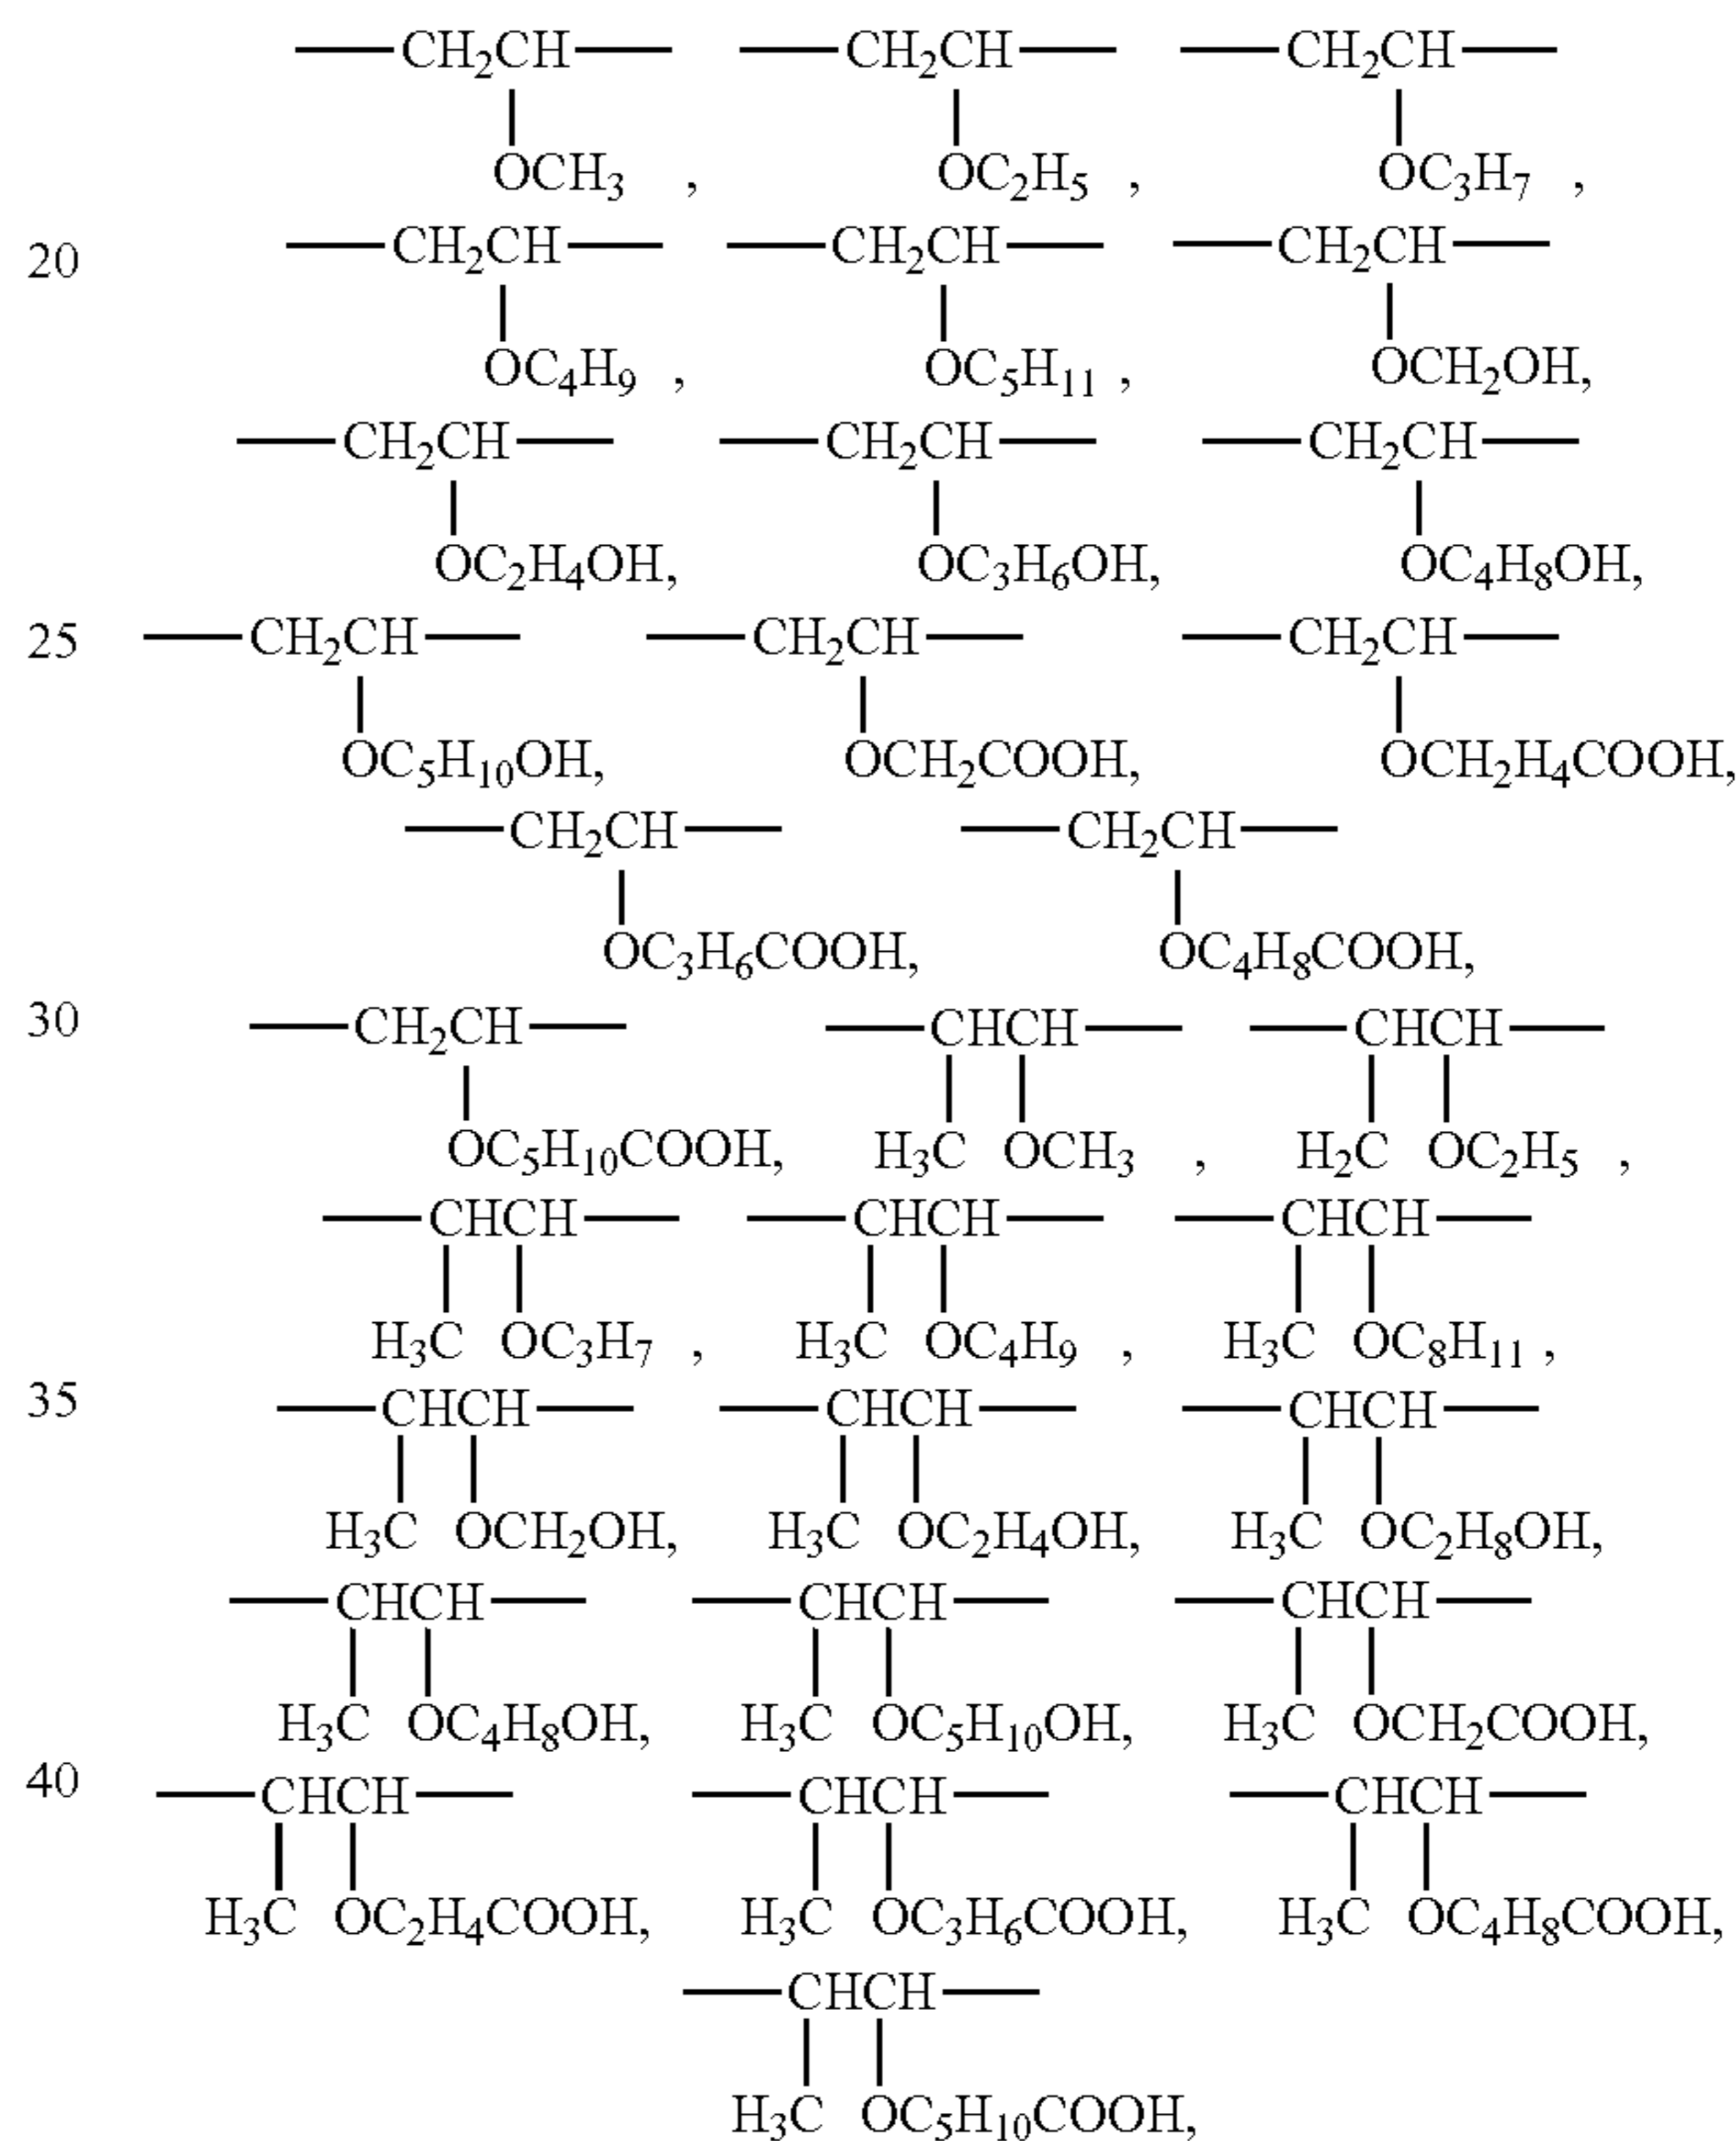 CH2CH CH2CH CH2CH
OCH3 , OC2H5 , OC3H7 ,
20 CH2CH CH2CH CH2CH
OC4H9 , OC5H11 , OCH2OH,
CH2CH CH2CH CH2CH
OC2H4OH, OC3H6OH, OC4H8OH,
25 CH2CH CH2CH CH2CH
OC5H10OH, OCH2COOH, OCH2H4COOH,
CH2CH CH2CH
OC3H6COOH, OC4H8COOH,
30 CH2CH CHCH CHCH
OC5H10COOH, H3C OCH3 , H2C OC2H5 ,
CHCH CHCH CHCH
H3C OC3H7 , H3C OC4H9 , H3C OC8H11 ,
35 CHCH CHCH CHCH
H3C OCH2OH, H3C OC2H4OH, H3C OC2H8OH,
CHCH CHCH CHCH
H3C OC4H8OH, H3C OC5H10OH, H3C OCH2COOH,
40 CHCH CHCH CHCH
H3C OC2H4COOH, H3C OC3H6COOH, H3C OC4H8COOH,
CHCH
H3C OC5H10COOH,